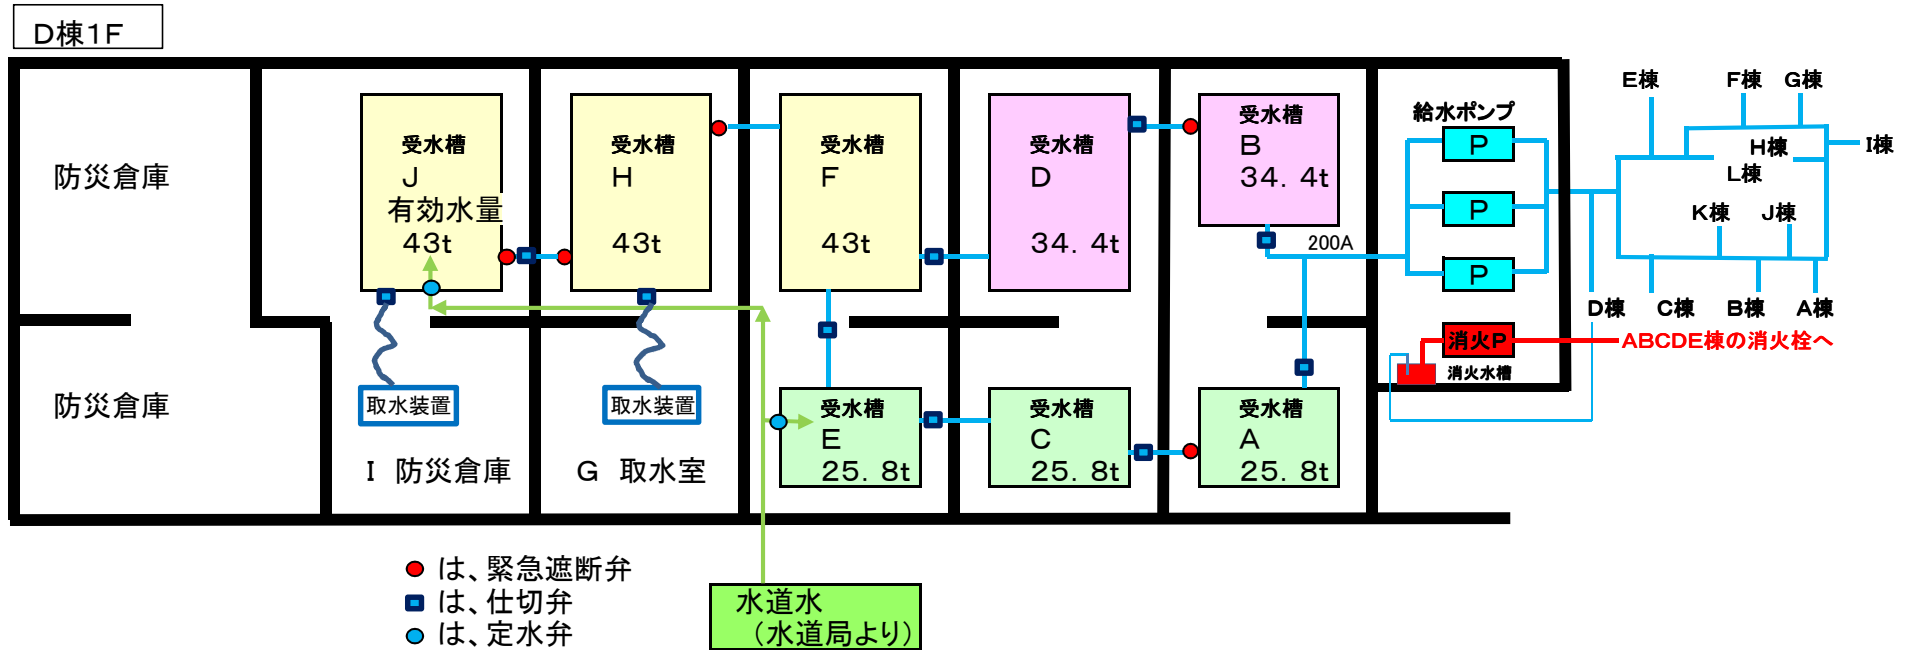 D棟1F
防災倉庫
防災倉庫
受水槽
J
有効水量
43t
受水槽
H
43t
受水槽
F
43t
受水槽
D
34. 4t
受水槽
B
34. 4t
取水装置
取水装置
I 防災倉庫
G 取水室
受水槽
E
25. 8t
受水槽
C
25. 8t
受水槽
A
25. 8t
200A
給水ポンプ
P
P
P
消火P
消火水槽
E棟
F棟
G棟
H棟
I棟
L棟
K棟
J棟
D棟
C棟
B棟
A棟
ABCDE棟の消火栓へ
は、緊急遮断弁
は、仕切弁
は、定水弁
水道水
(水道局より)